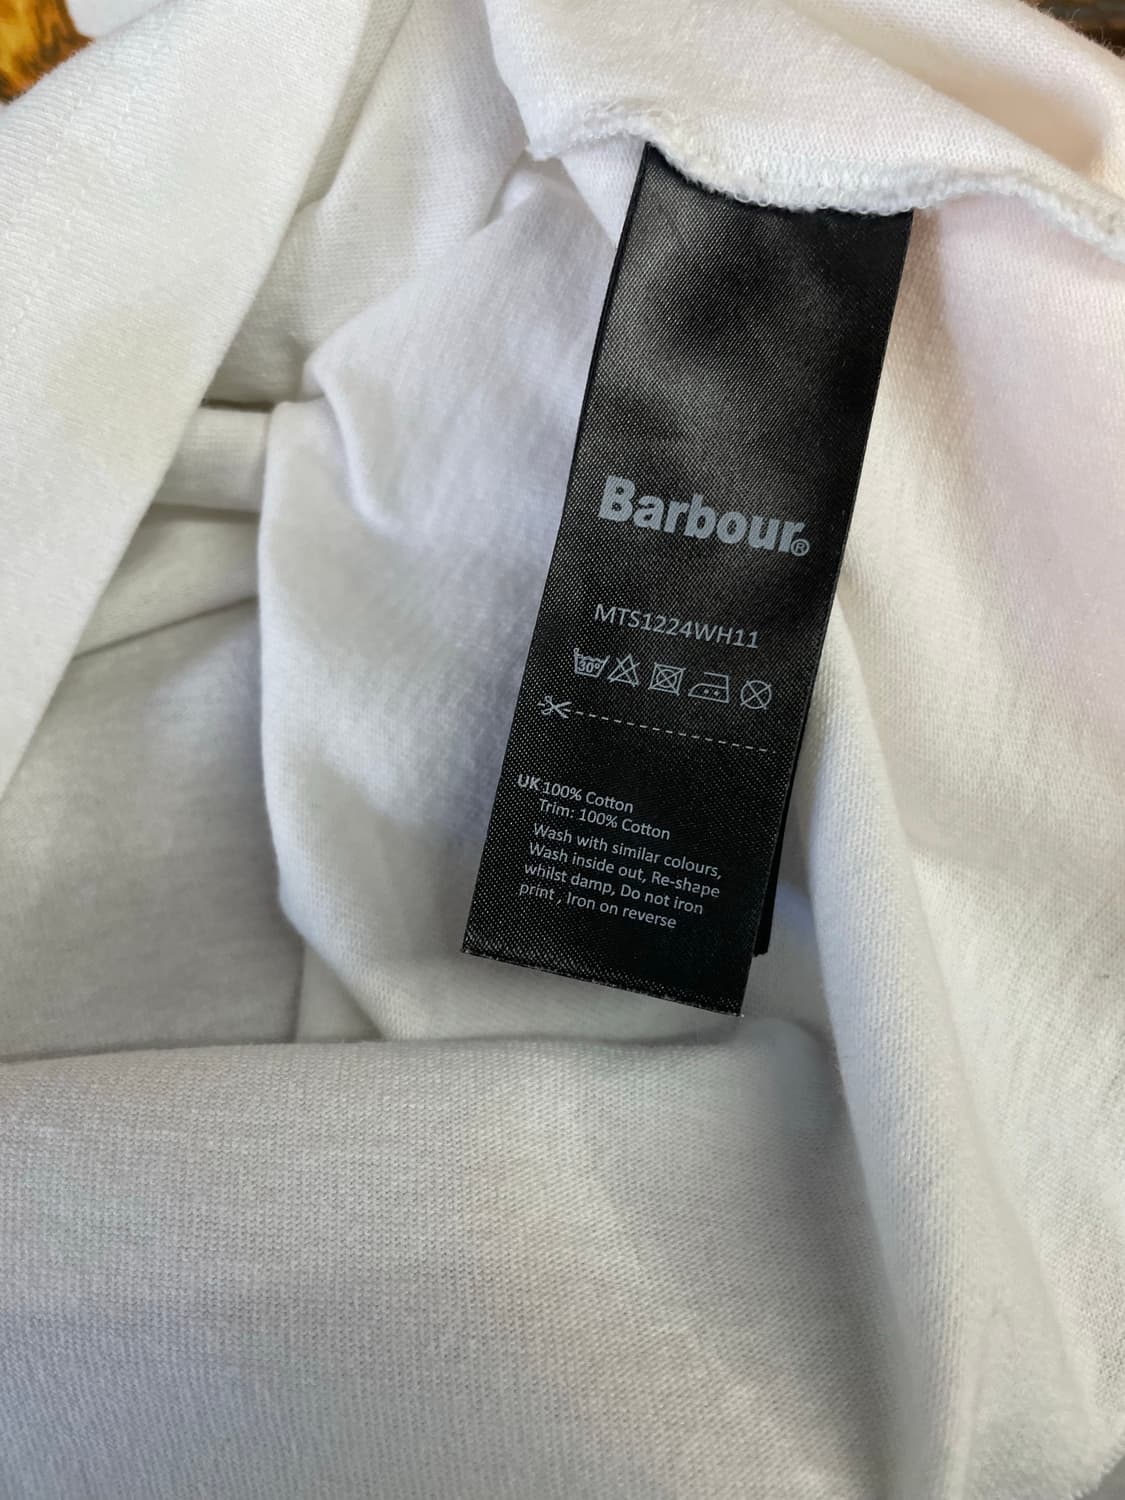 Barbour®
MTS1224WH11
30°
UK 100% Cotton
Trim: 100% Cotton
Wash with similar colours,
Wash inside out, Re-shape
whilst damp, Do not iron
print , Iron on reverse